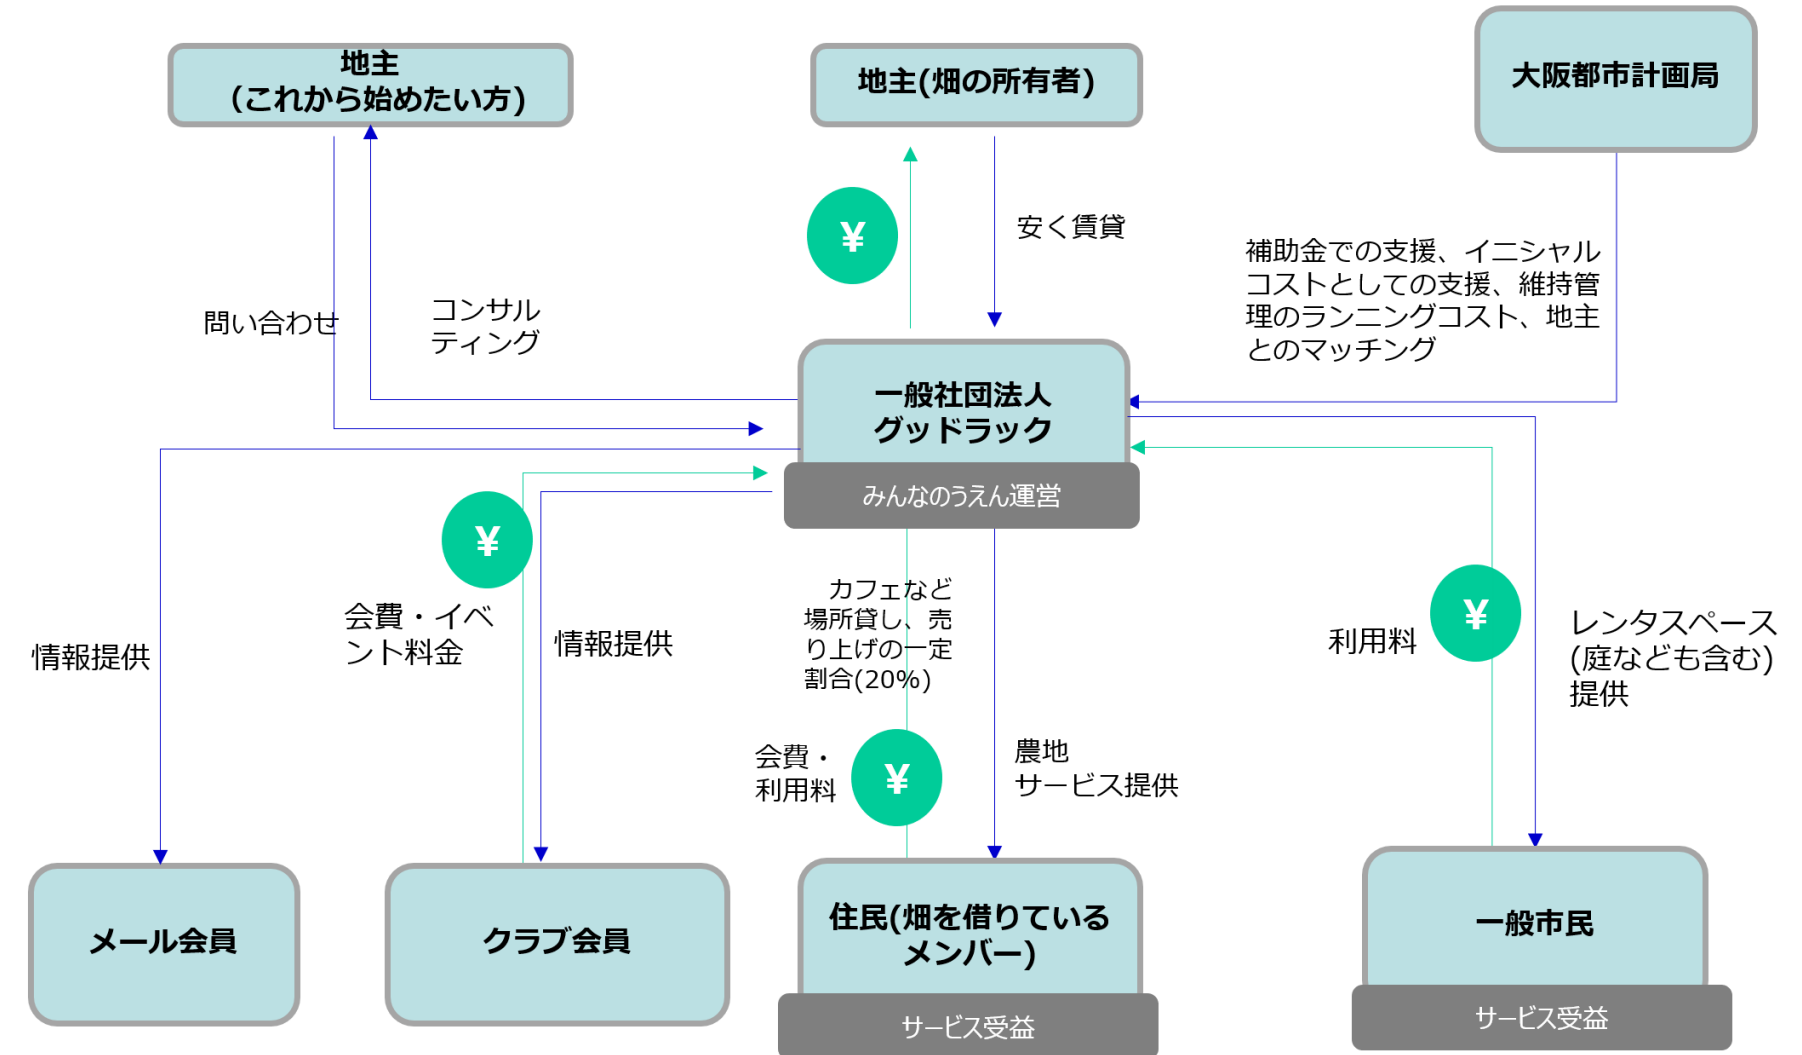 地主
（これから始めたい方)
地主(畑の所有者)
大阪都市計画局
¥
安く賃貸
補助金での支援、イニシャル
コストとしての支援、維持管
理のランニングコスト、地主
とのマッチング
問い合わせ
コンサル
ティング
一般社団法人
グッドラック
みんなのうえん運営
¥
会費・イベ
ント料金
情報提供
情報提供
カフェなど
場所貸し、売
り上げの一定
割合(20%)
会費・
利用料
¥
農地
サービス提供
利用料
¥
レンタスペース
(庭なども含む)
提供
メール会員
クラブ会員
住民(畑を借りている
メンバー)
サービス受益
一般市民
サービス受益